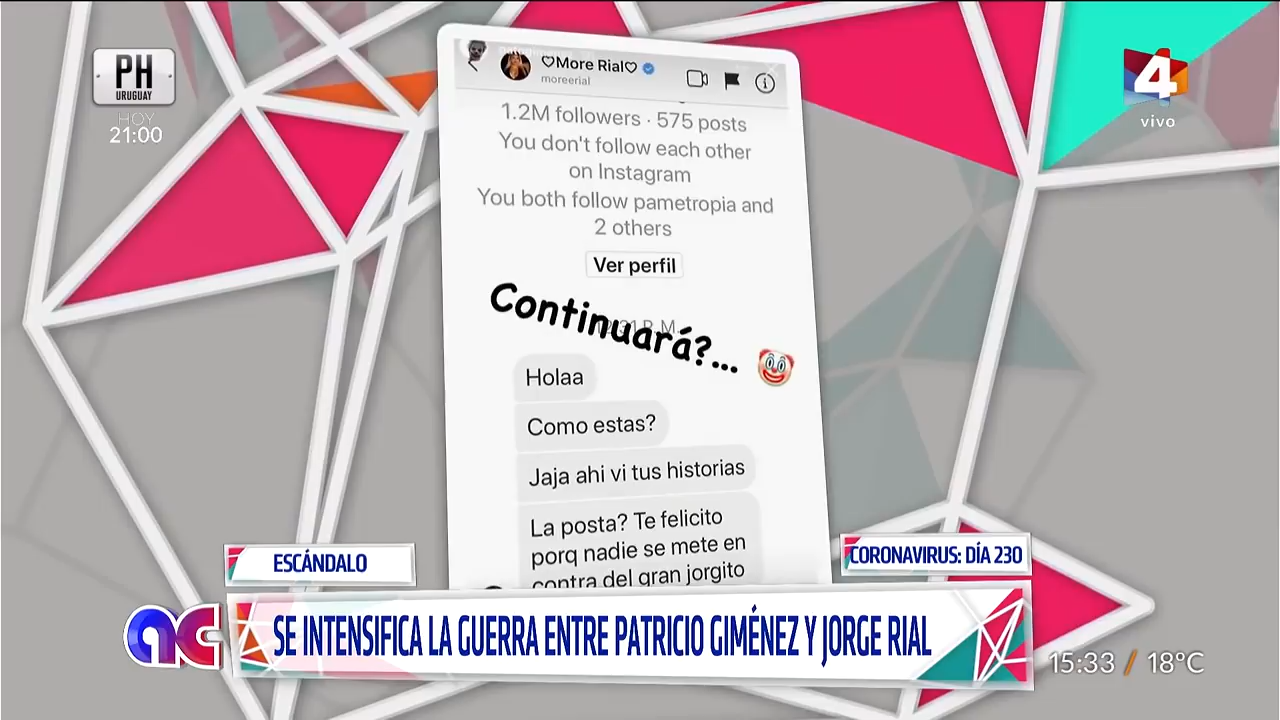 PH
URUGUAY
HOY
21:00
4
vivo
♡More Rial♡
moreerial
1.2M followers · 575 posts
You don't follow each other
on Instagram
You both follow pametropia and
2 others
Ver perfil
Continuará?... 🤡
Holaa
Como estas?
Jaja ahi vi tus historias
La posta? Te felicito
porq nadie se mete en
contra del gran jorgito
ESCÁNDALO
CORONAVIRUS: DÍA 230
ac
SE INTENSIFICA LA GUERRA ENTRE PATRICIO GIMÉNEZ Y JORGE RIAL
15:33 / 18°C